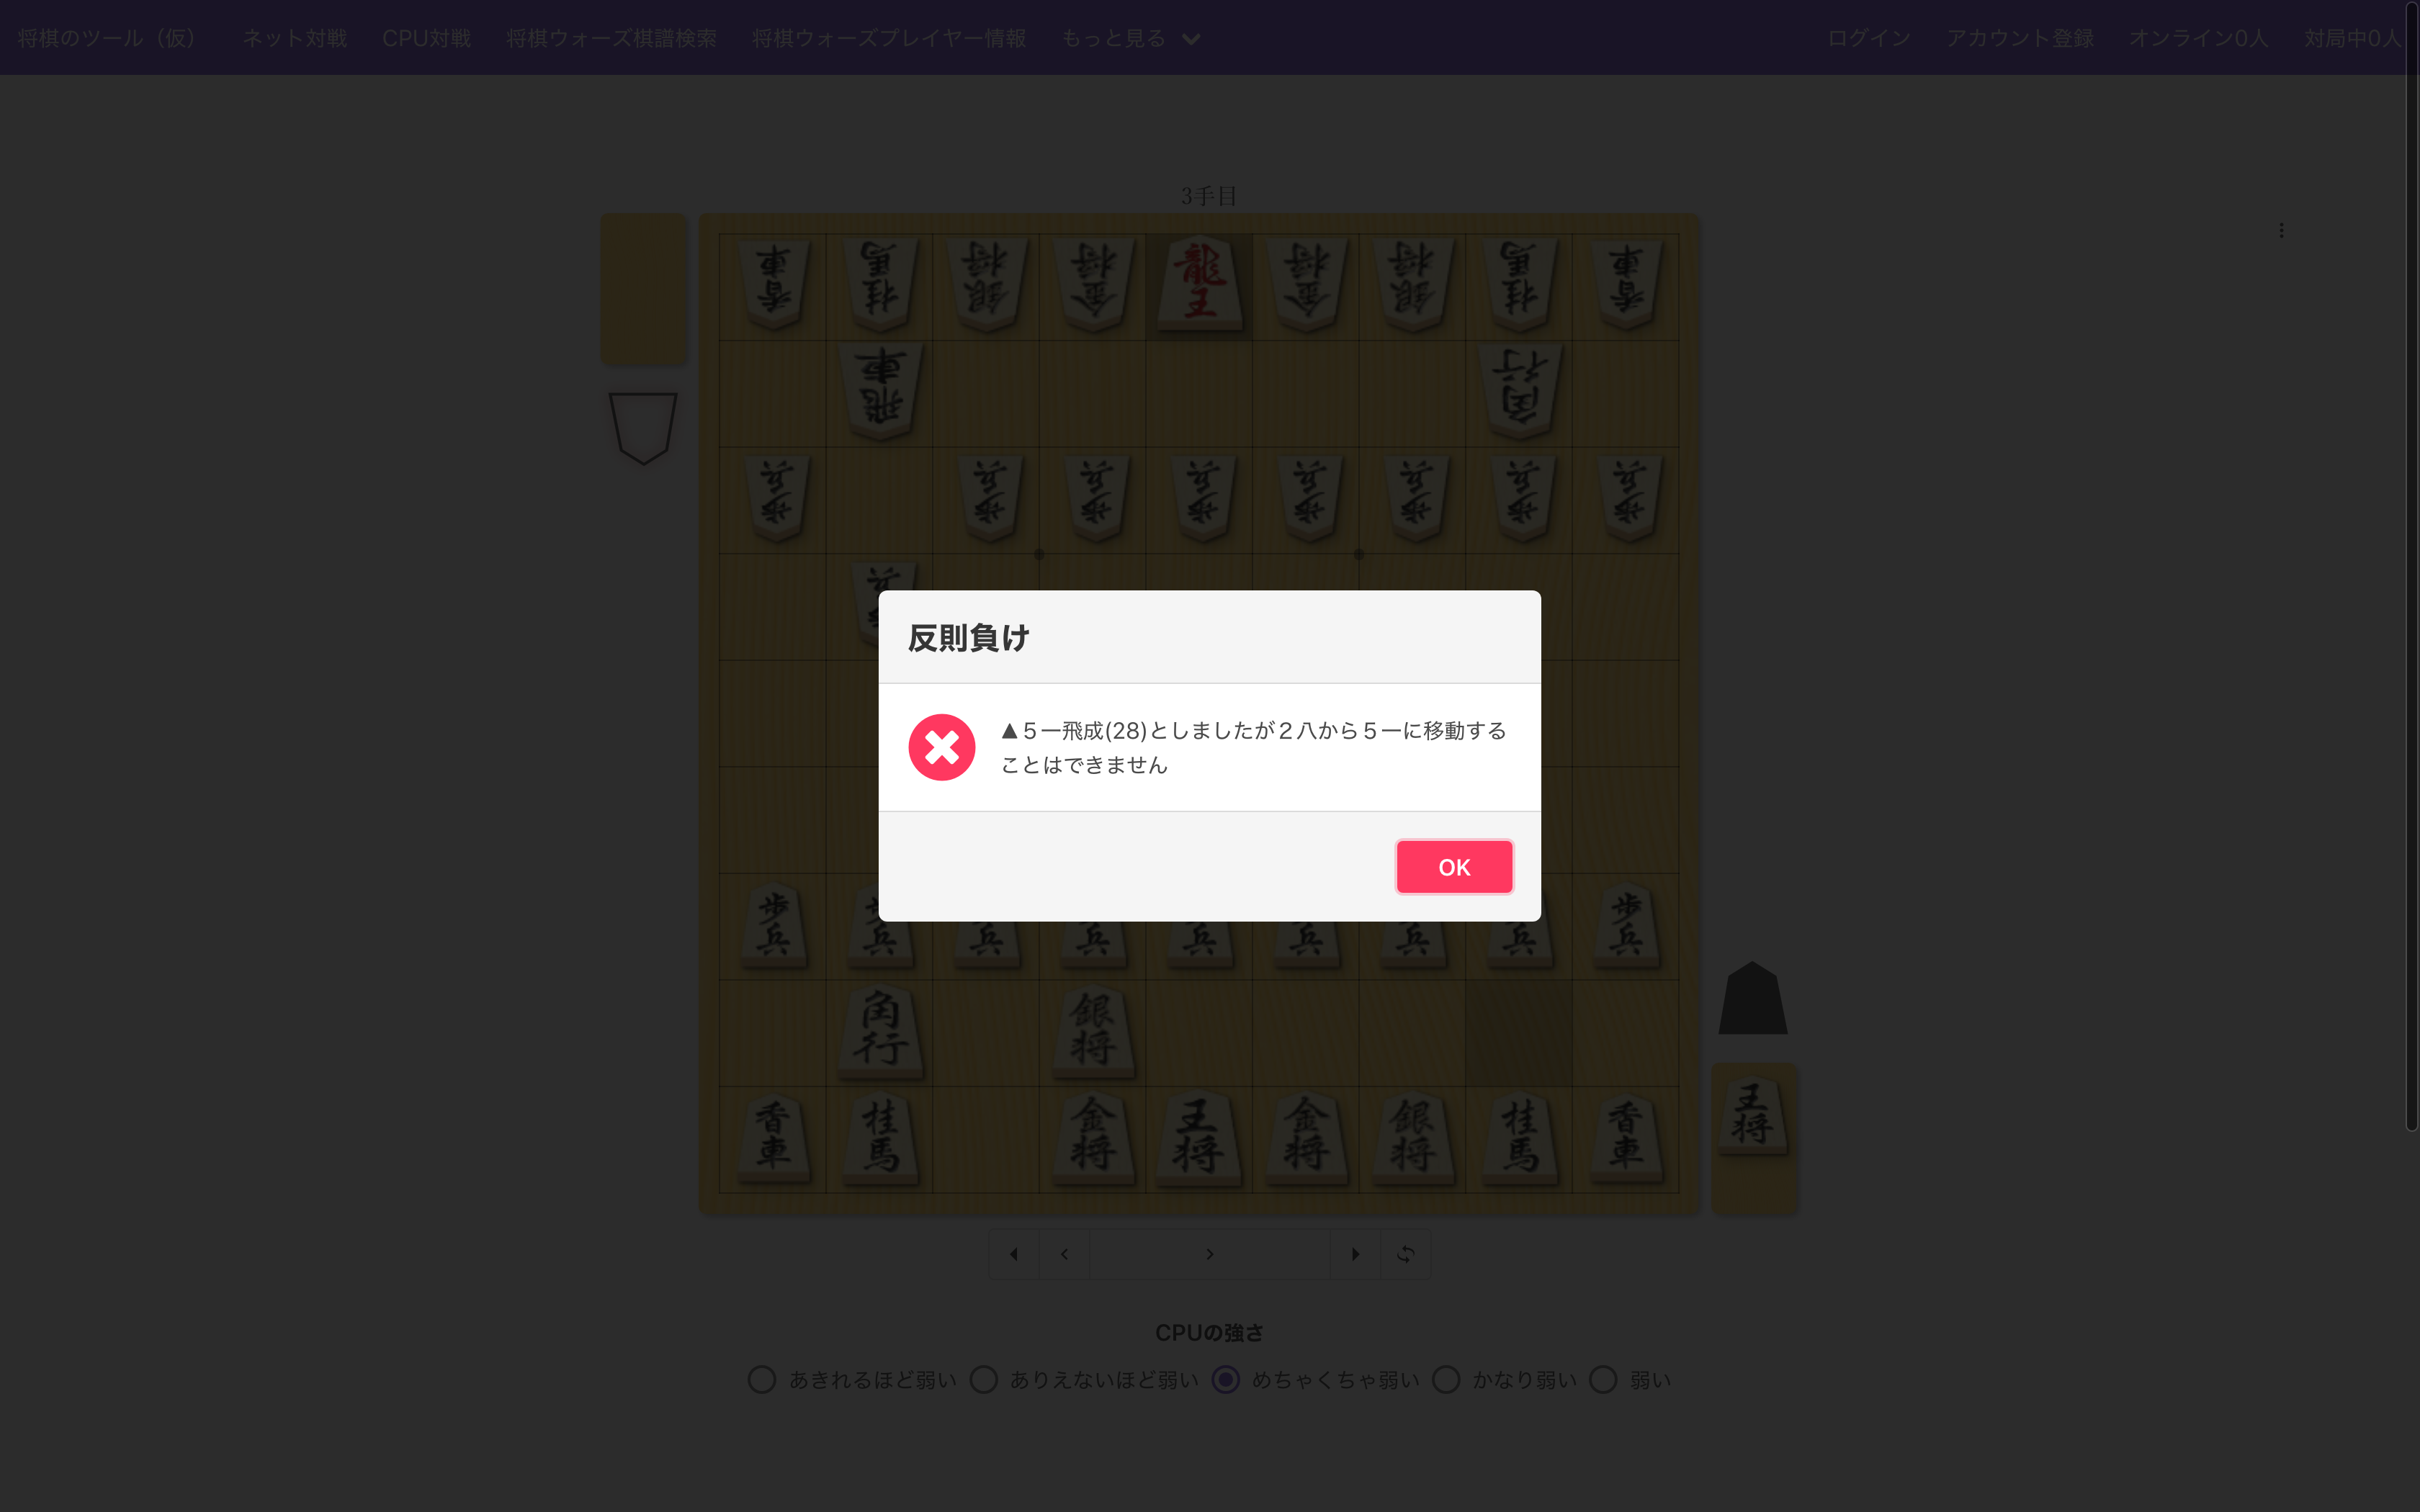 将棋のツール（仮） ネット対戦 CPU対戦 将棋ウォーズ棋譜検索 将棋ウォーズプレイヤー情報 もっと見る ログイン アカウント登録 オンライン0人 対局中0人
3手目
香車 桂馬 銀将 金将 龍王 金将 銀将 桂馬 香車
飛車 角行
歩兵 歩兵 歩兵 歩兵 歩兵 歩兵 歩兵 歩兵
反則負け
▲５一飛成(28)としましたが２八から５一に移動する
ことはできません
OK
歩兵 歩兵 兵 兵 兵 兵 兵 兵 歩兵
角行 銀将
香車 桂馬 金将 王将 金将 銀将 桂馬 香車
王将
CPUの強さ
あきれるほど弱い ありえないほど弱い めちゃくちゃ弱い かなり弱い 弱い